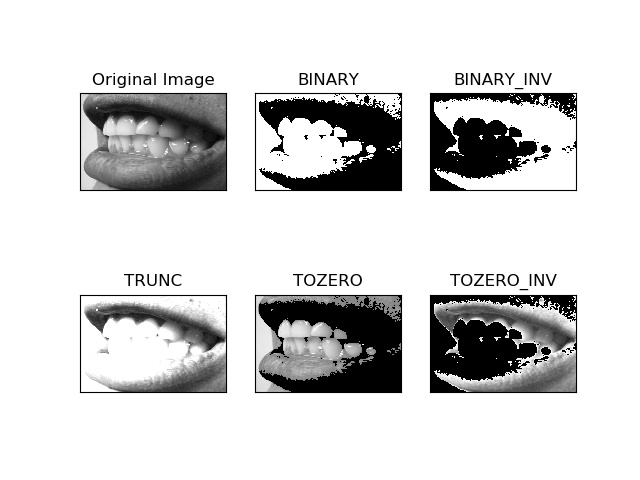 Original Image
BINARY
BINARY_INV
TRUNC
TOZERO
TOZERO_INV